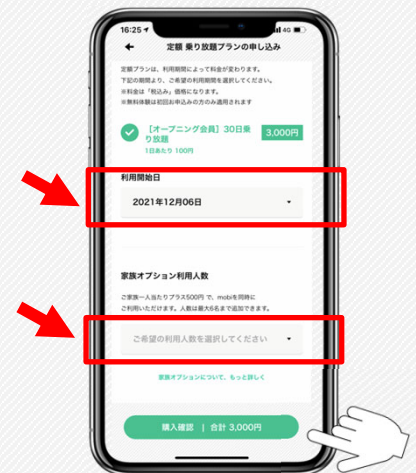 16:25
4G
定額 乗り放題プランの申し込み
定額プランは、利用期間によって料金が変わります。
下記の期間より、ご希望の利用期間を選択してください。
※料金は「税込み」価格になります。
※無料体験は初回お申込みの方のみ適用されます
【オープニング会員】30日乗
り放題
3,000円
1日あたり 100円
利用開始日
2021年12月06日
家族オプション利用人数
ご家族一人当たりプラス500円 で、mobiを同時に
ご利用いただけます。人数は最大6名まで追加できます。
ご希望の利用人数を選択してください
家族オプションについて、もっと詳しく
購入確認 | 合計 3,000円